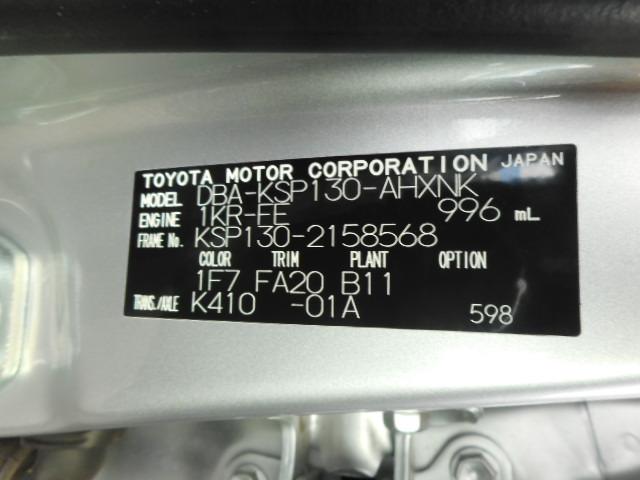 TOYOTA MOTOR CORPORATION JAPAN
MODEL DBA-KSP130-AHXNK
ENGINE 1KR-FE 996 mL
FRAME No. KSP130-2158568
COLOR TRIM PLANT OPTION
1F7 FA20 B11
TRANS./AXLE K410 -01A 598